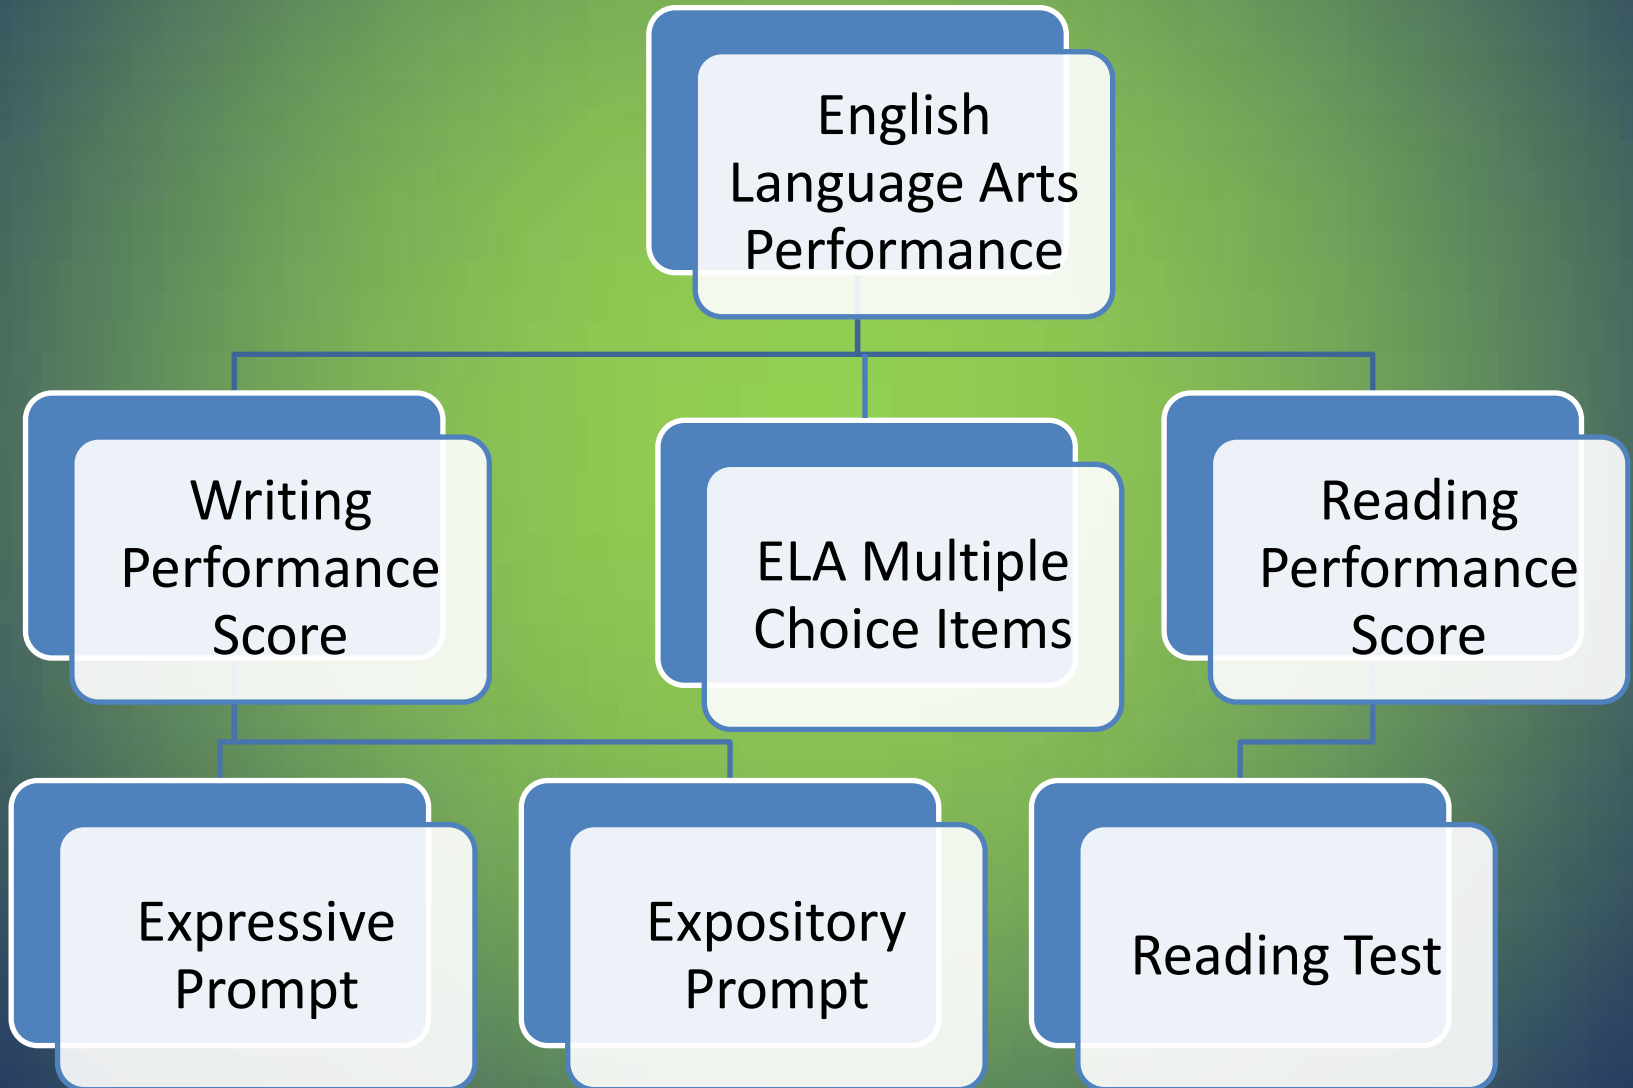 English
Language Arts
Performance
Writing
Performance
Score
ELA Multiple
Choice Items
Reading
Performance
Score
Expressive
Prompt
Expository
Prompt
Reading Test